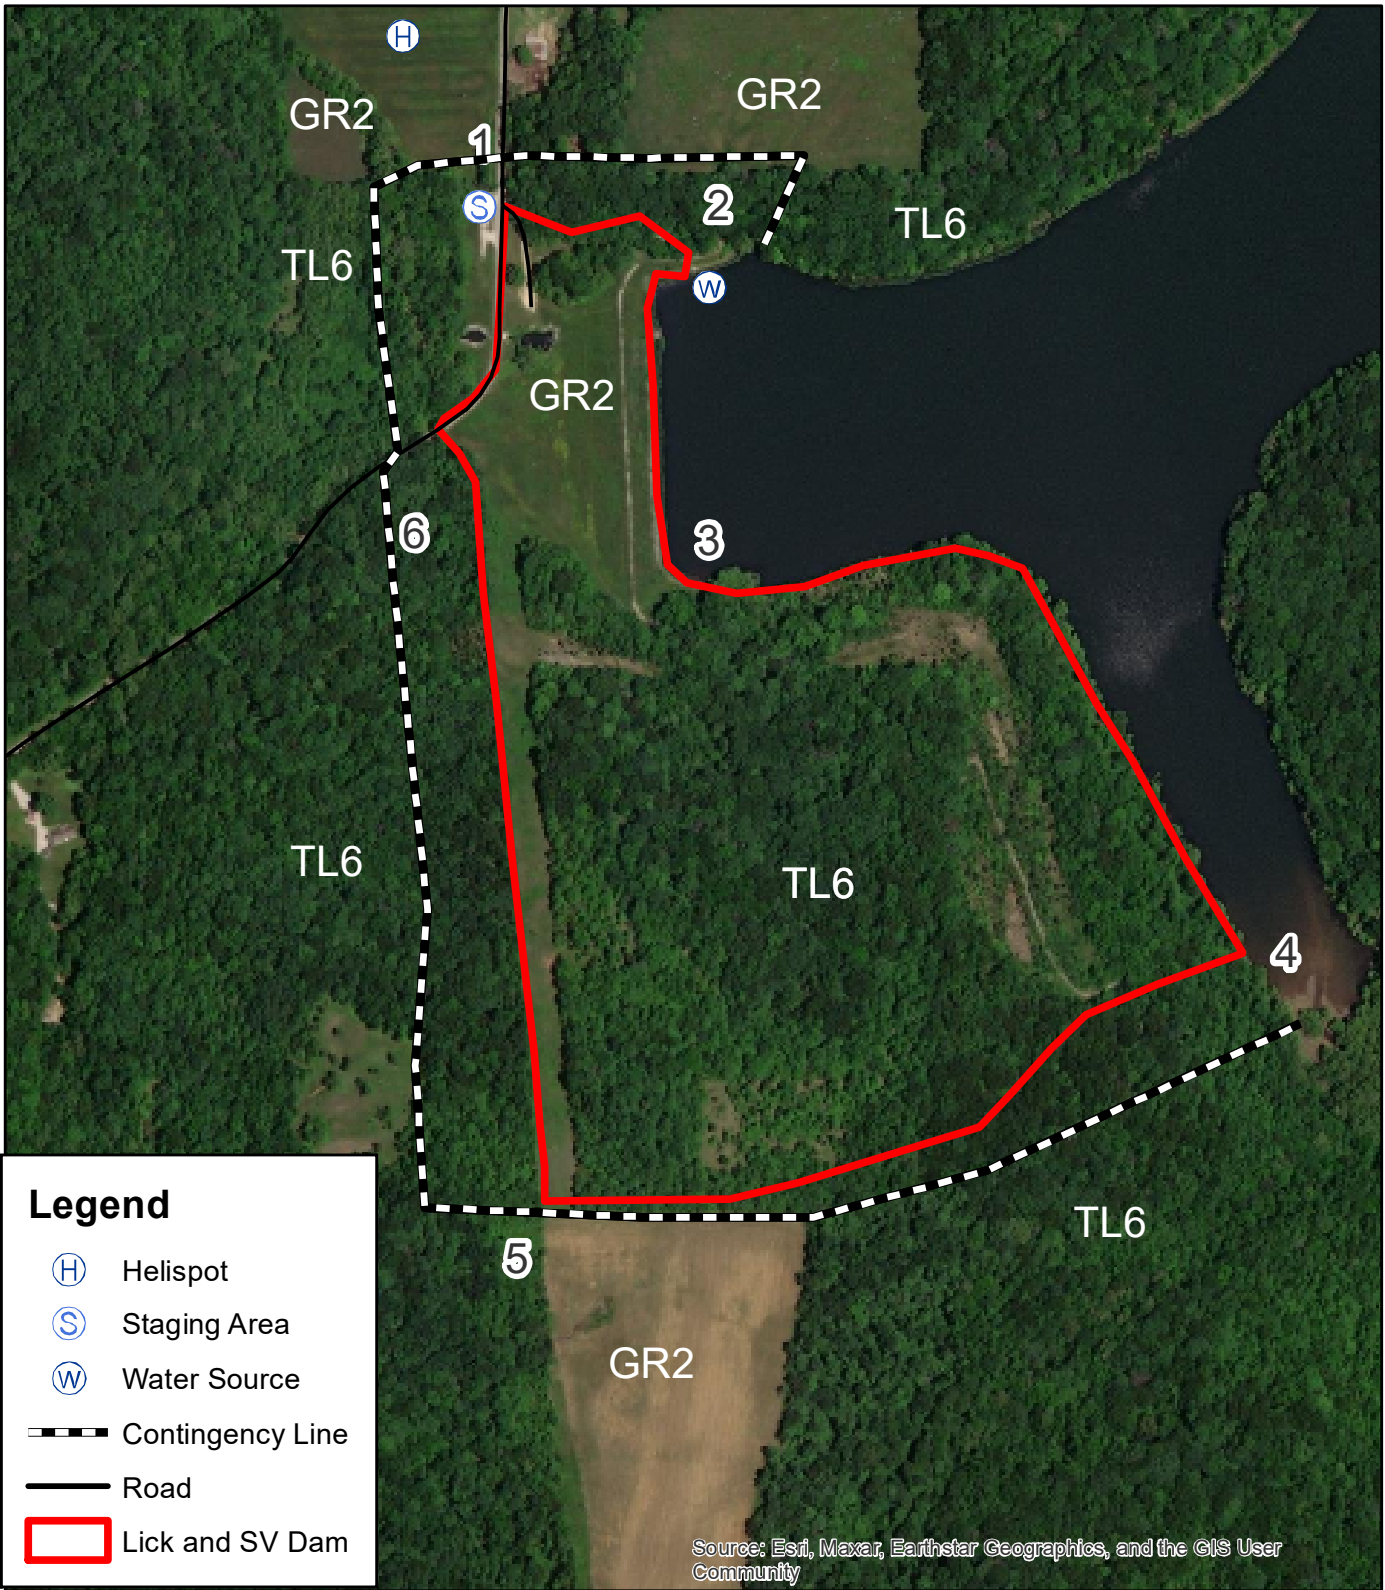 H
GR2
GR2
1
2
S
TL6
TL6
W
GR2
6
3
TL6
TL6
4
TL6
5
GR2
Legend
H Helispot
S Staging Area
W Water Source
Contingency Line
Road
Lick and SV Dam
Source: Esri, Maxar, Earthstar Geographics, and the GIS User
Community